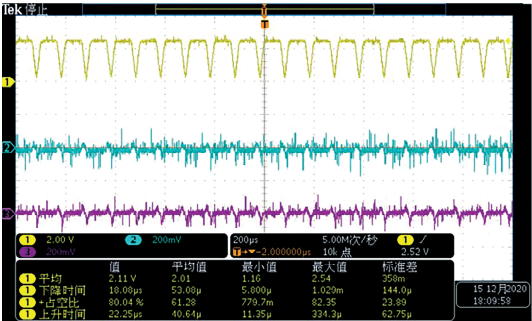 Tek 停止
T
T
1
2
3
1 2.00 V 2 200mV 200μs 5.00M次/秒 1 /
3 200mV T→▼-2.000000μs 10k 点 2.52 V
值 平均值 最小值 最大值 标准差
1 平均 2.11 V 2.01 1.16 2.54 358m
1 下降时间 18.08μs 53.08μ 5.800μ 1.029m 144.0μ
1 +占空比 80.04 % 61.28 779.7m 82.35 23.89
1 上升时间 22.25μs 40.64μ 11.35μ 334.3μ 62.75μ
15 12月2020
18:09:58